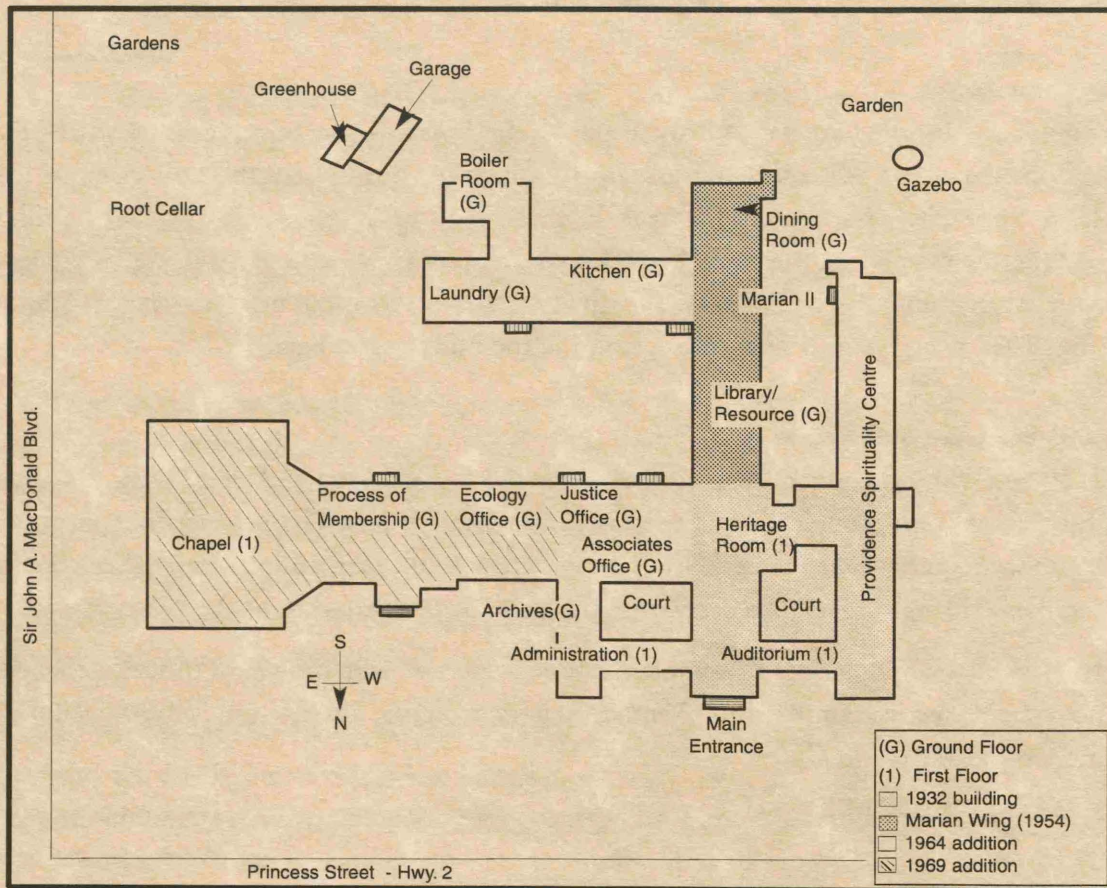 Gardens
Garage
Greenhouse
Garden
Boiler
Room
(G)
Gazebo
Root Cellar
Dining
Room (G)
Kitchen (G)
Laundry (G)
Marian II
Library/
Resource (G)
Providence Spirituality Centre
Sir John A. MacDonald Blvd.
Process of
Membership (G)
Ecology
Office (G)
Justice
Office (G)
Chapel (1)
Heritage
Room (1)
Associates
Office (G)
Archives(G)
Court
Court
Administration (1)
Auditorium (1)
S
E
W
N
Main
Entrance
(G) Ground Floor
(1) First Floor
1932 building
Marian Wing (1954)
1964 addition
1969 addition
Princess Street - Hwy. 2